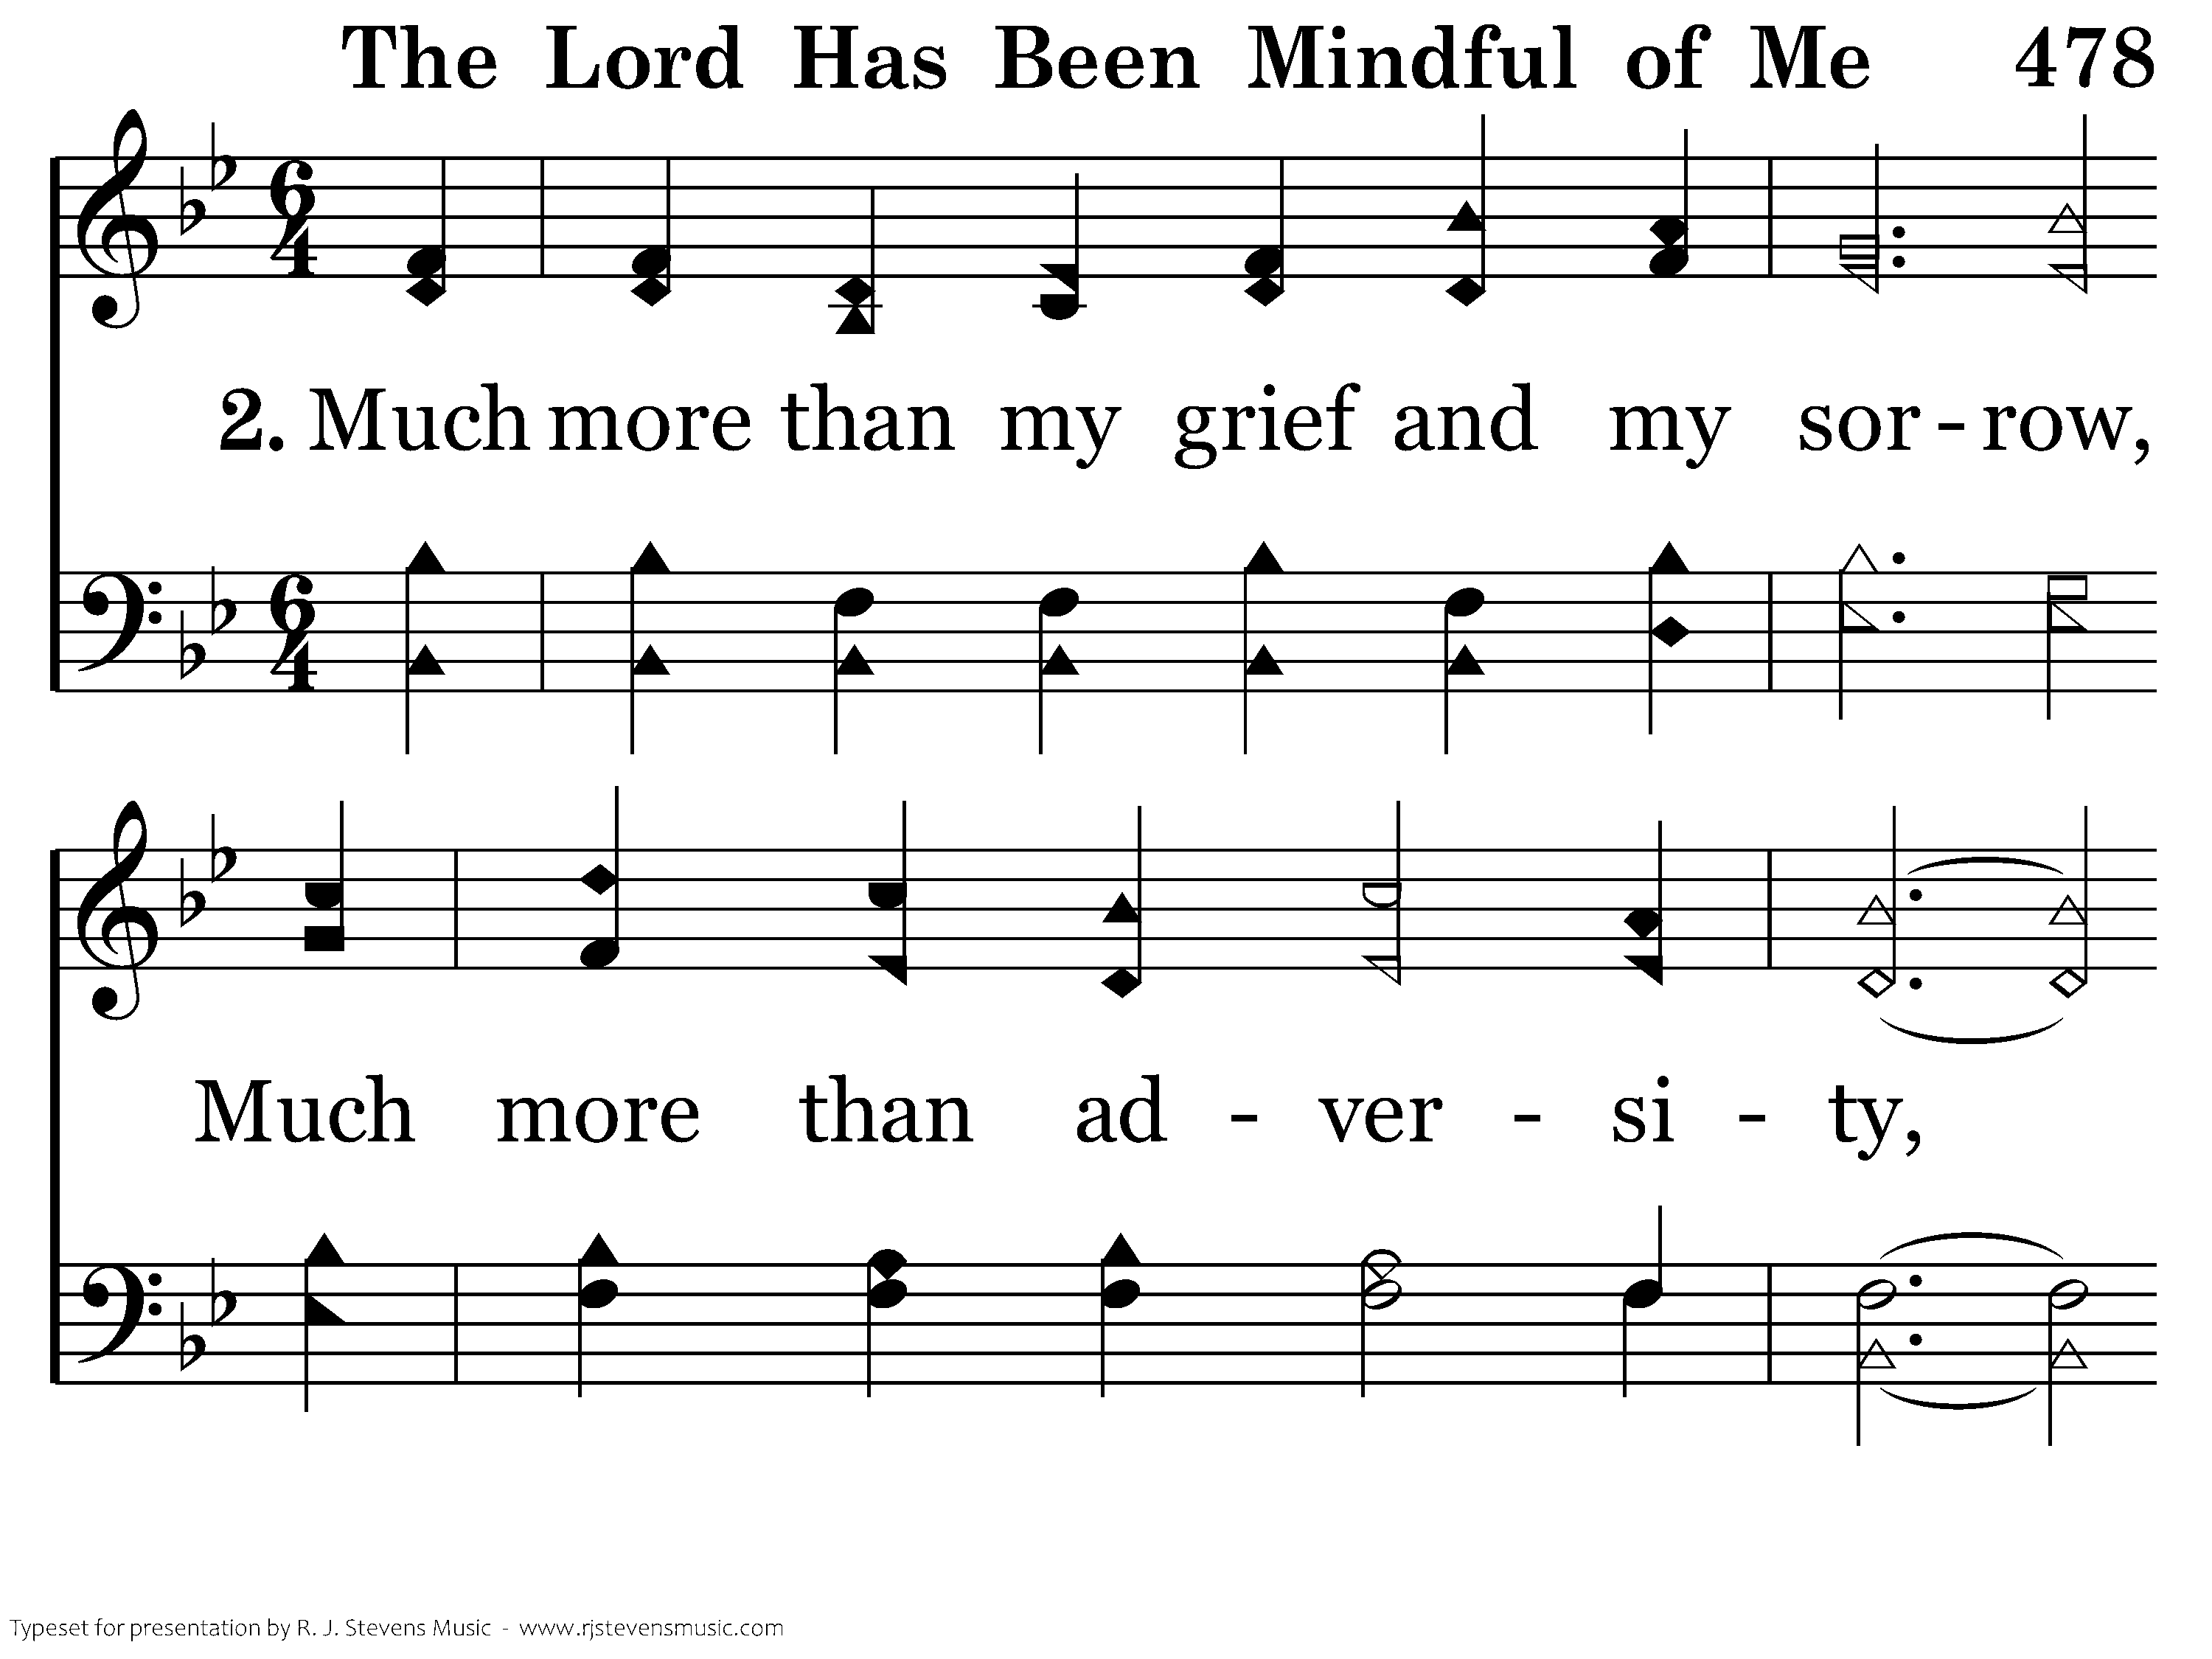 The Lord Has Been Mindful of Me 478
6
4
2. Much more than my grief and my sor - row,
6
4
Much more than ad - ver - si - ty,
Typeset for presentation by R. J. Stevens Music - www.rjstevensmusic.com